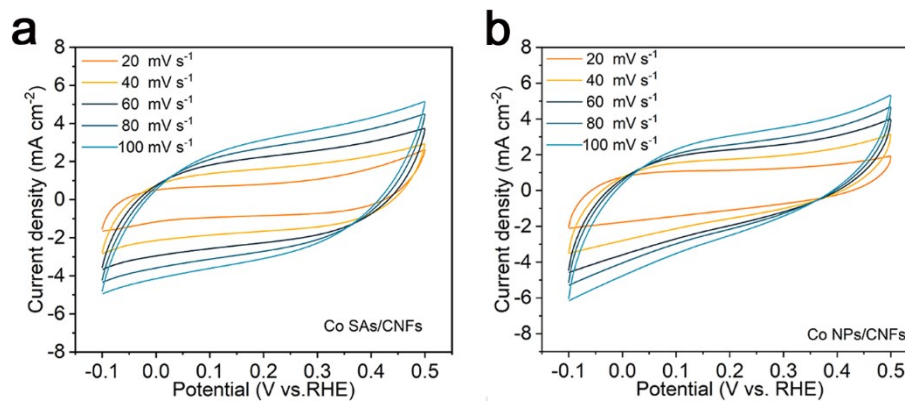 a
8
6
4
2
0
-2
-4
-6
-8
Current density (mA cm⁻²)
20 mV s⁻¹
40 mV s⁻¹
60 mV s⁻¹
80 mV s⁻¹
100 mV s⁻¹
Co SAs/CNFs
-0.1 0.0 0.1 0.2 0.3 0.4 0.5
Potential (V vs.RHE)
b
8
6
4
2
0
-2
-4
-6
-8
Current density (mA cm⁻²)
20 mV s⁻¹
40 mV s⁻¹
60 mV s⁻¹
80 mV s⁻¹
100 mV s⁻¹
Co NPs/CNFs
-0.1 0.0 0.1 0.2 0.3 0.4 0.5
Potential (V vs. RHE)